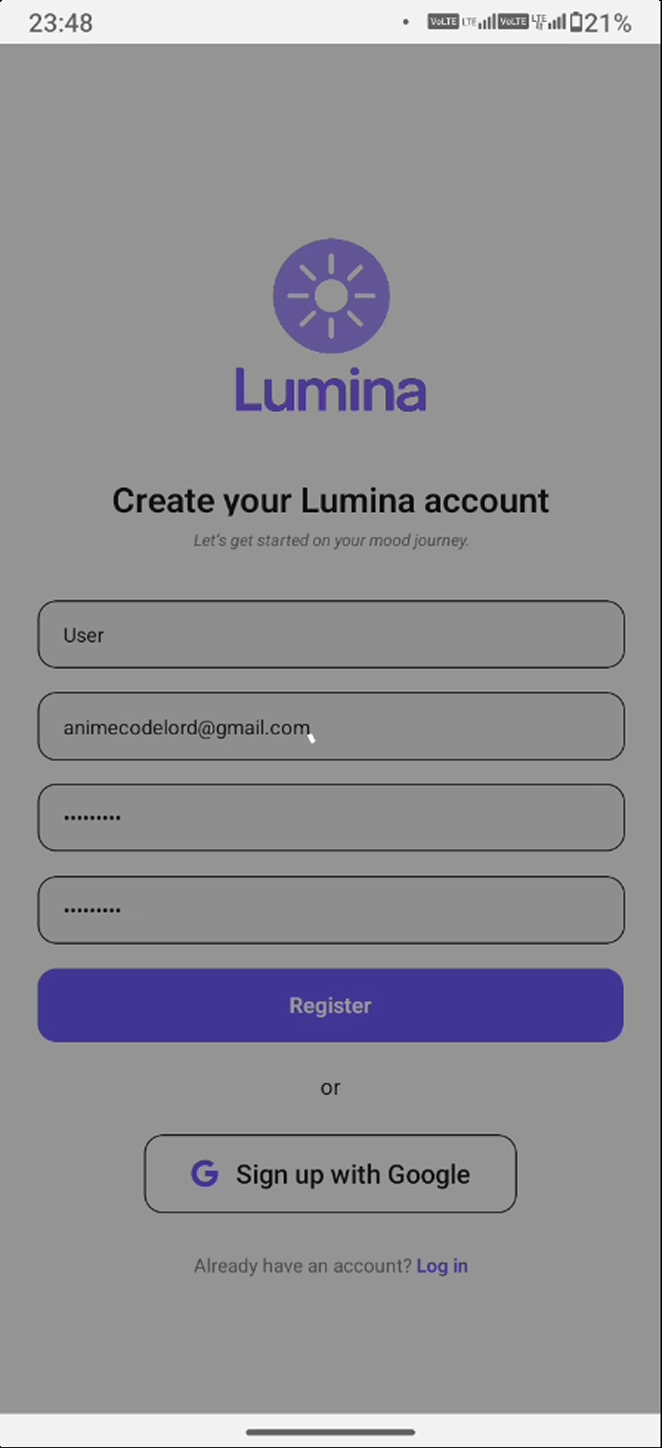 23:48
VoLTE LTE VoLTE LTE 21%
Lumina
Create your Lumina account
Let's get started on your mood journey.
User
animecodelord@gmail.com
•••••••••
•••••••••
Register
or
Sign up with Google
Already have an account? Log in